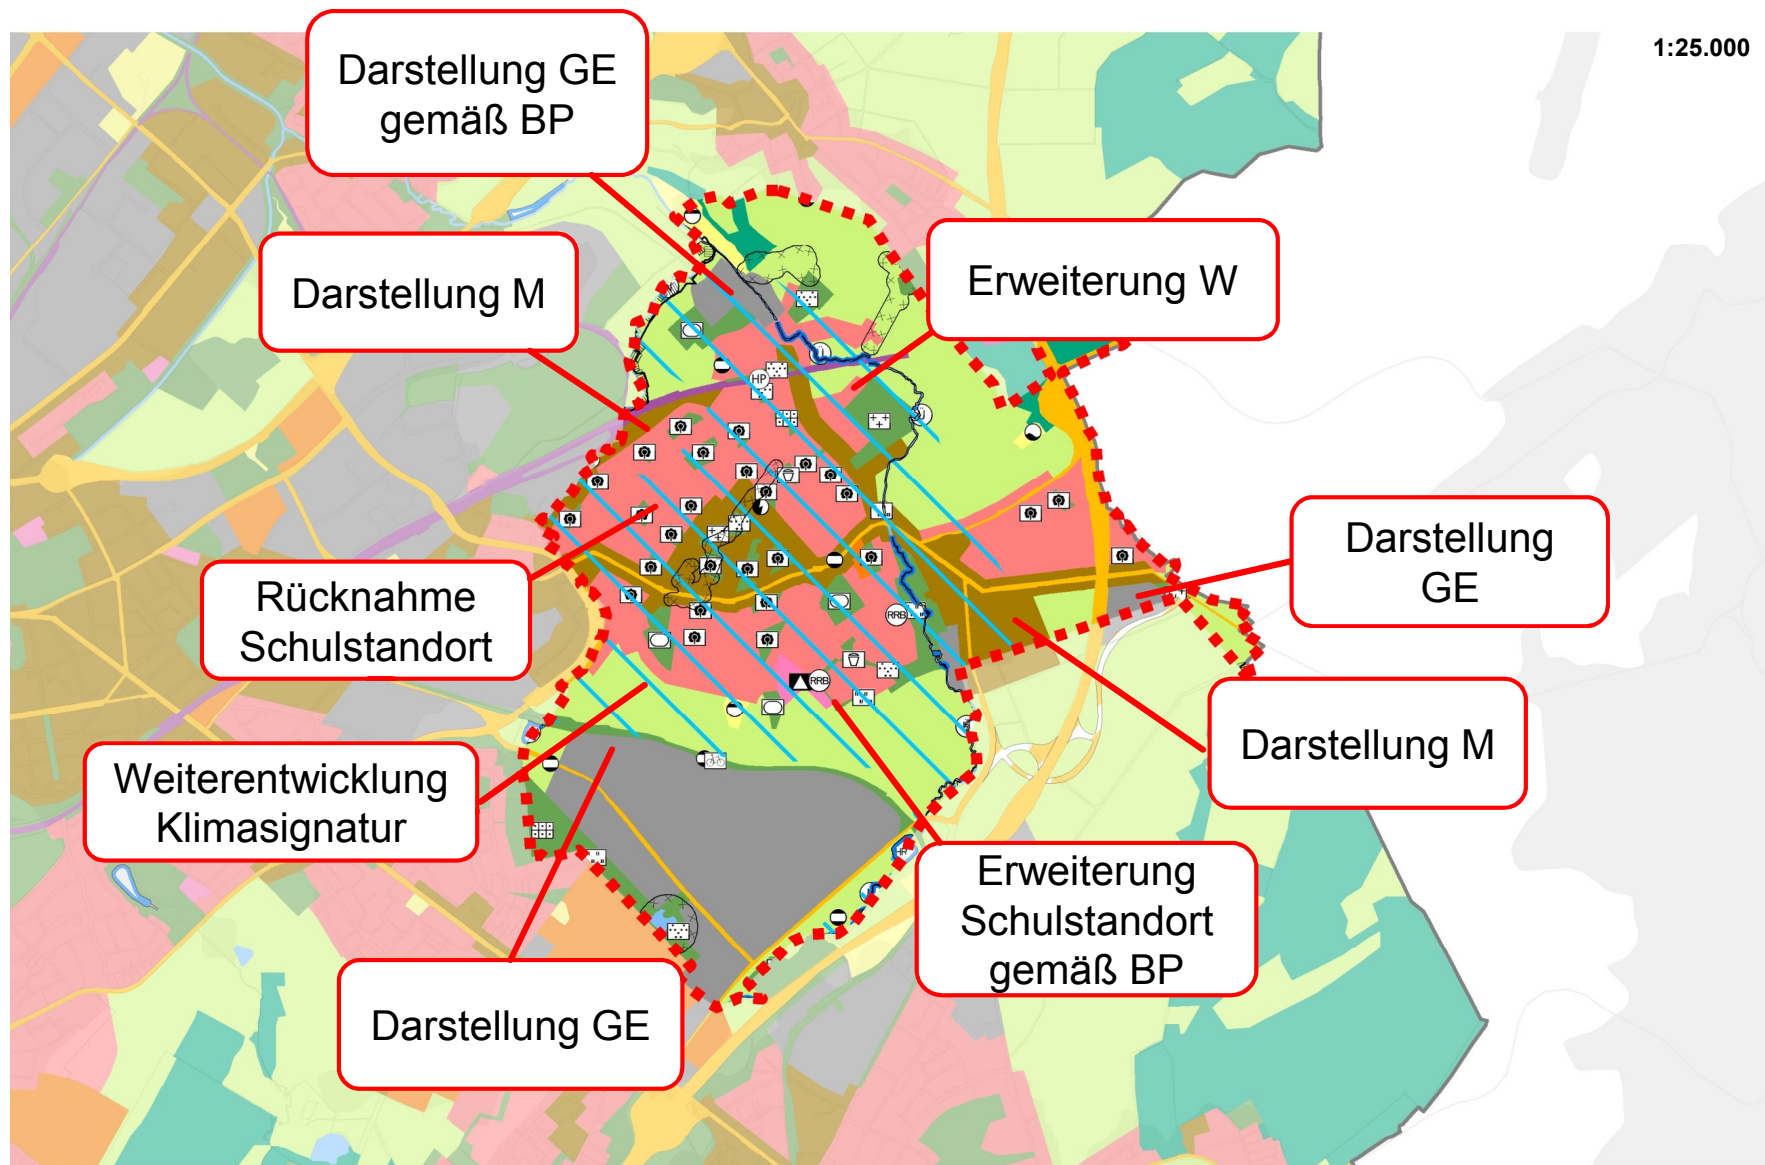 1:25.000
Darstellung GE
gemäß BP
Darstellung M
Erweiterung W
HP
Darstellung
GE
Rücknahme
Schulstandort
RRB
RRB
Darstellung M
Weiterentwicklung
Klimasignatur
HR
Erweiterung
Schulstandort
gemäß BP
Darstellung GE